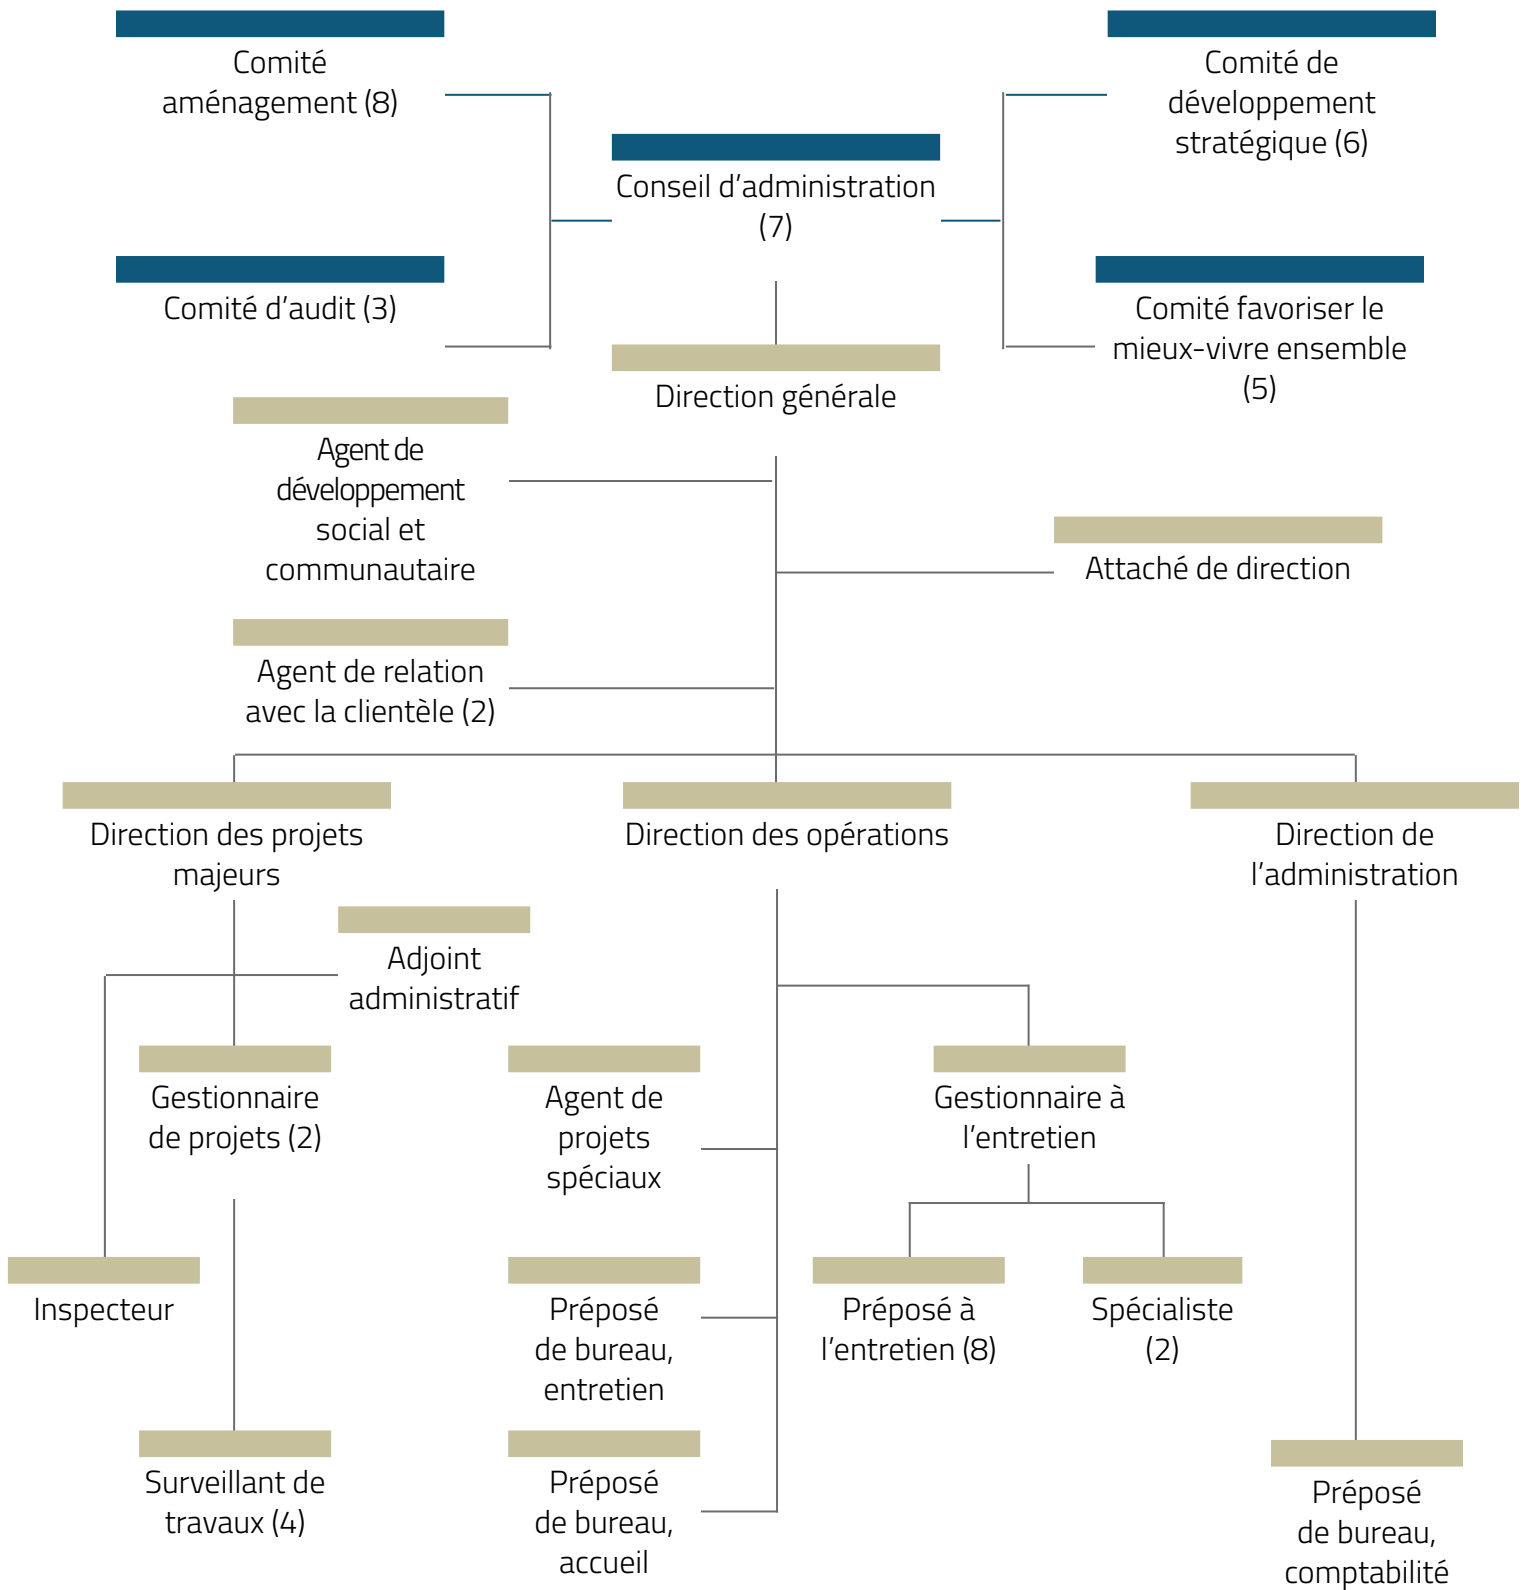 Comité
aménagement (8)
Comité de
développement
stratégique (6)
Conseil d’administration
(7)
Comité d’audit (3)
Comité favoriser le
mieux-vivre ensemble
(5)
Direction générale
Agent de
développement
social et
communautaire
Attaché de direction
Agent de relation
avec la clientèle (2)
Direction des projets
majeurs
Direction des opérations
Direction de
l’administration
Adjoint
administratif
Gestionnaire
de projets (2)
Agent de
projets
spéciaux
Gestionnaire à
l’entretien
Inspecteur
Préposé
de bureau,
entretien
Préposé à
l’entretien (8)
Spécialiste
(2)
Surveillant de
travaux (4)
Préposé
de bureau,
accueil
Préposé
de bureau,
comptabilité